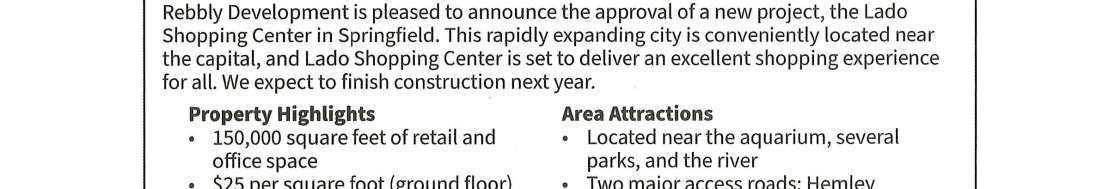 Rebbly Development is pleased to announce the approval of a new project, the Lado
Shopping Center in Springfield. This rapidly expanding city is conveniently located near
the capital, and Lado Shopping Center is set to deliver an excellent shopping experience
for all. We expect to finish construction next year.
Property Highlights
• 150,000 square feet of retail and
office space
• $25 per square foot (ground floor)
Area Attractions
• Located near the aquarium, several
parks, and the river
• Two major access roads: Hemley